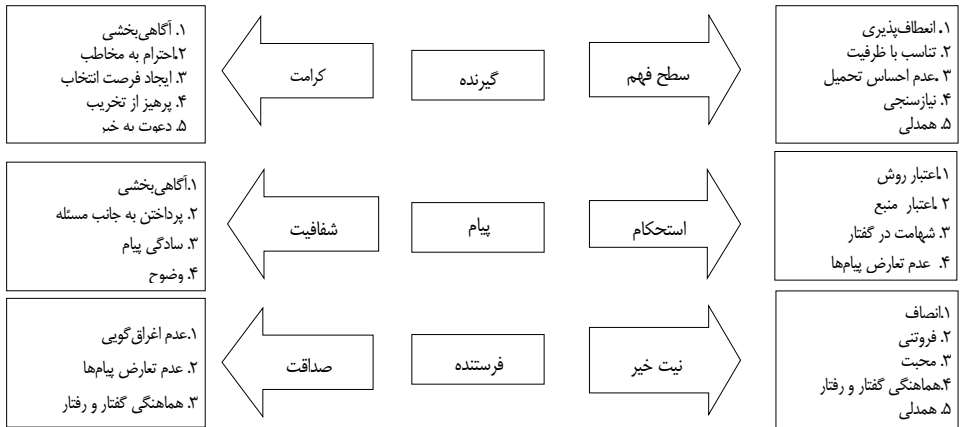 ۱. انعطاف‌پذیری
۲. تناسب با ظرفیت
۳ .عدم احساس تحمیل
۴. نیازسنجی
۵. همدلی
سطح فهم
گیرنده
کرامت
۱. آگاهی‌بخشی
۲.احترام به مخاطب
۳. ایجاد فرصت انتخاب
۴. پرهیز از تخریب
۵. دعوت به خیر
۱.اعتبار روش
۲ .اعتبار منبع
۳. شهامت در گفتار
۴. عدم تعارض پیام‌ها
استحکام
پیام
شفافیت
۱.آگاهی‌بخشی
۲. پرداختن به جانب مسئله
۳. سادگی پیام
۴. وضوح
۱.انصاف
۲. فروتنی
۳. محبت
۴.هماهنگی گفتار و رفتار
۵. همدلی
نیت خیر
فرستنده
صداقت
۱.عدم اغراق‌گویی
۲. عدم تعارض پیام‌ها
۳. هماهنگی گفتار و رفتار